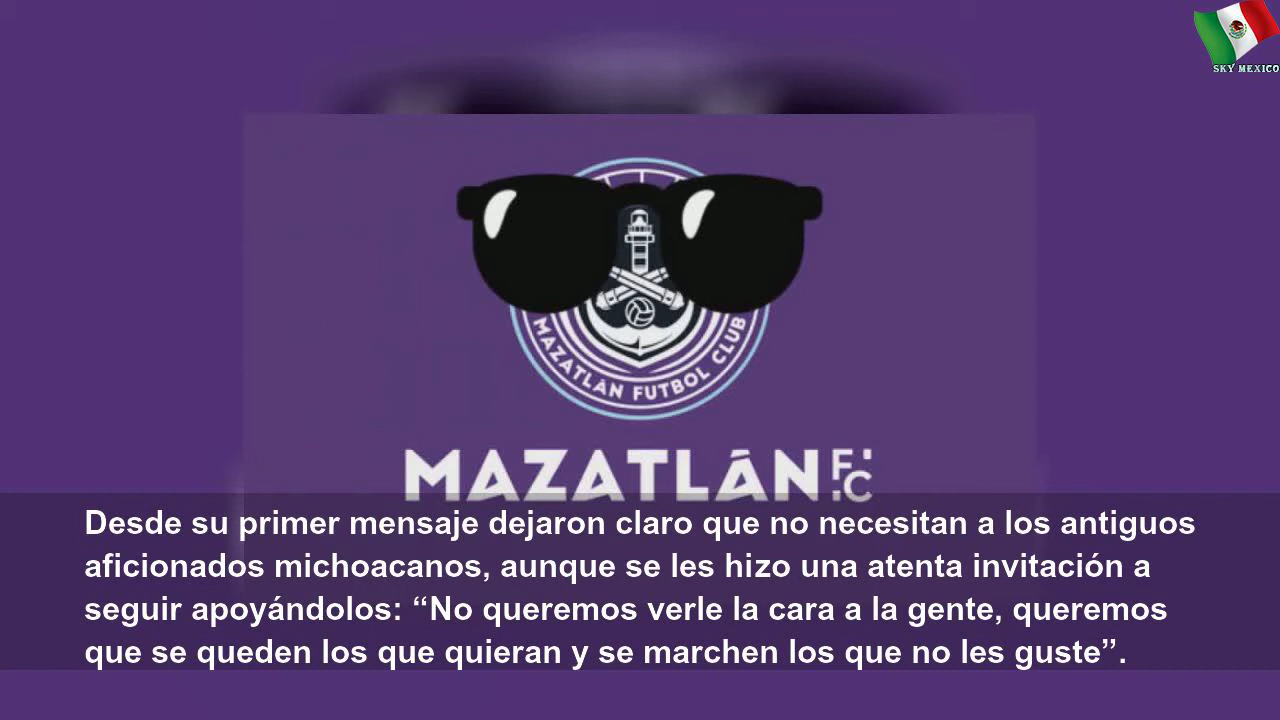 SKY MEXICO
MAZATLÁN FUTBOL CLUB
MAZATLÁN F.C
Desde su primer mensaje dejaron claro que no necesitan a los antiguos
aficionados michoacanos, aunque se les hizo una atenta invitación a
seguir apoyándolos: “No queremos verle la cara a la gente, queremos
que se queden los que quieran y se marchen los que no les guste”.